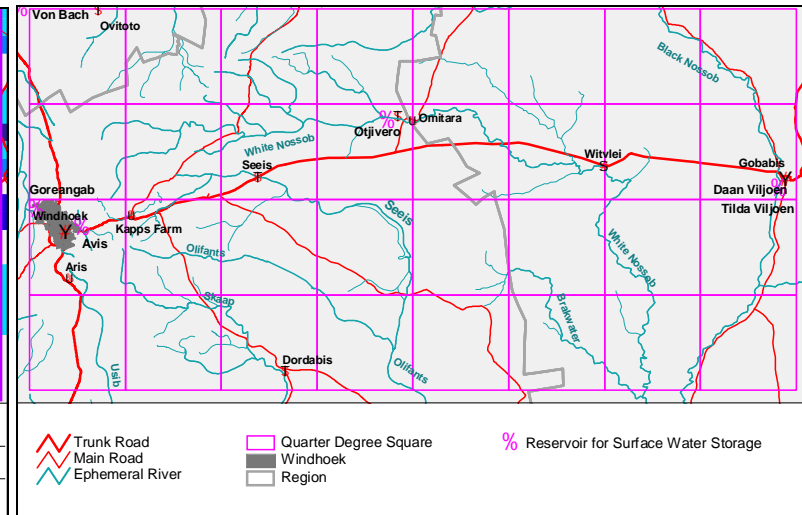 Von Bach
Ovitoto
Black Nossob
Otjivero
Omitara
White Nossob
Seeis
Witvlei
Gobabis
Goreangab
Daan Viljoen
Windhoek
Avis
Kapps Farm
Seeis
Tilda Viljoen
Olifants
White Nossob
Aris
Skaap
Brakwater
Usib
Dordabis
Olifants
Trunk Road
Main Road
Ephemeral River
Quarter Degree Square
Windhoek
Region
% Reservoir for Surface Water Storage